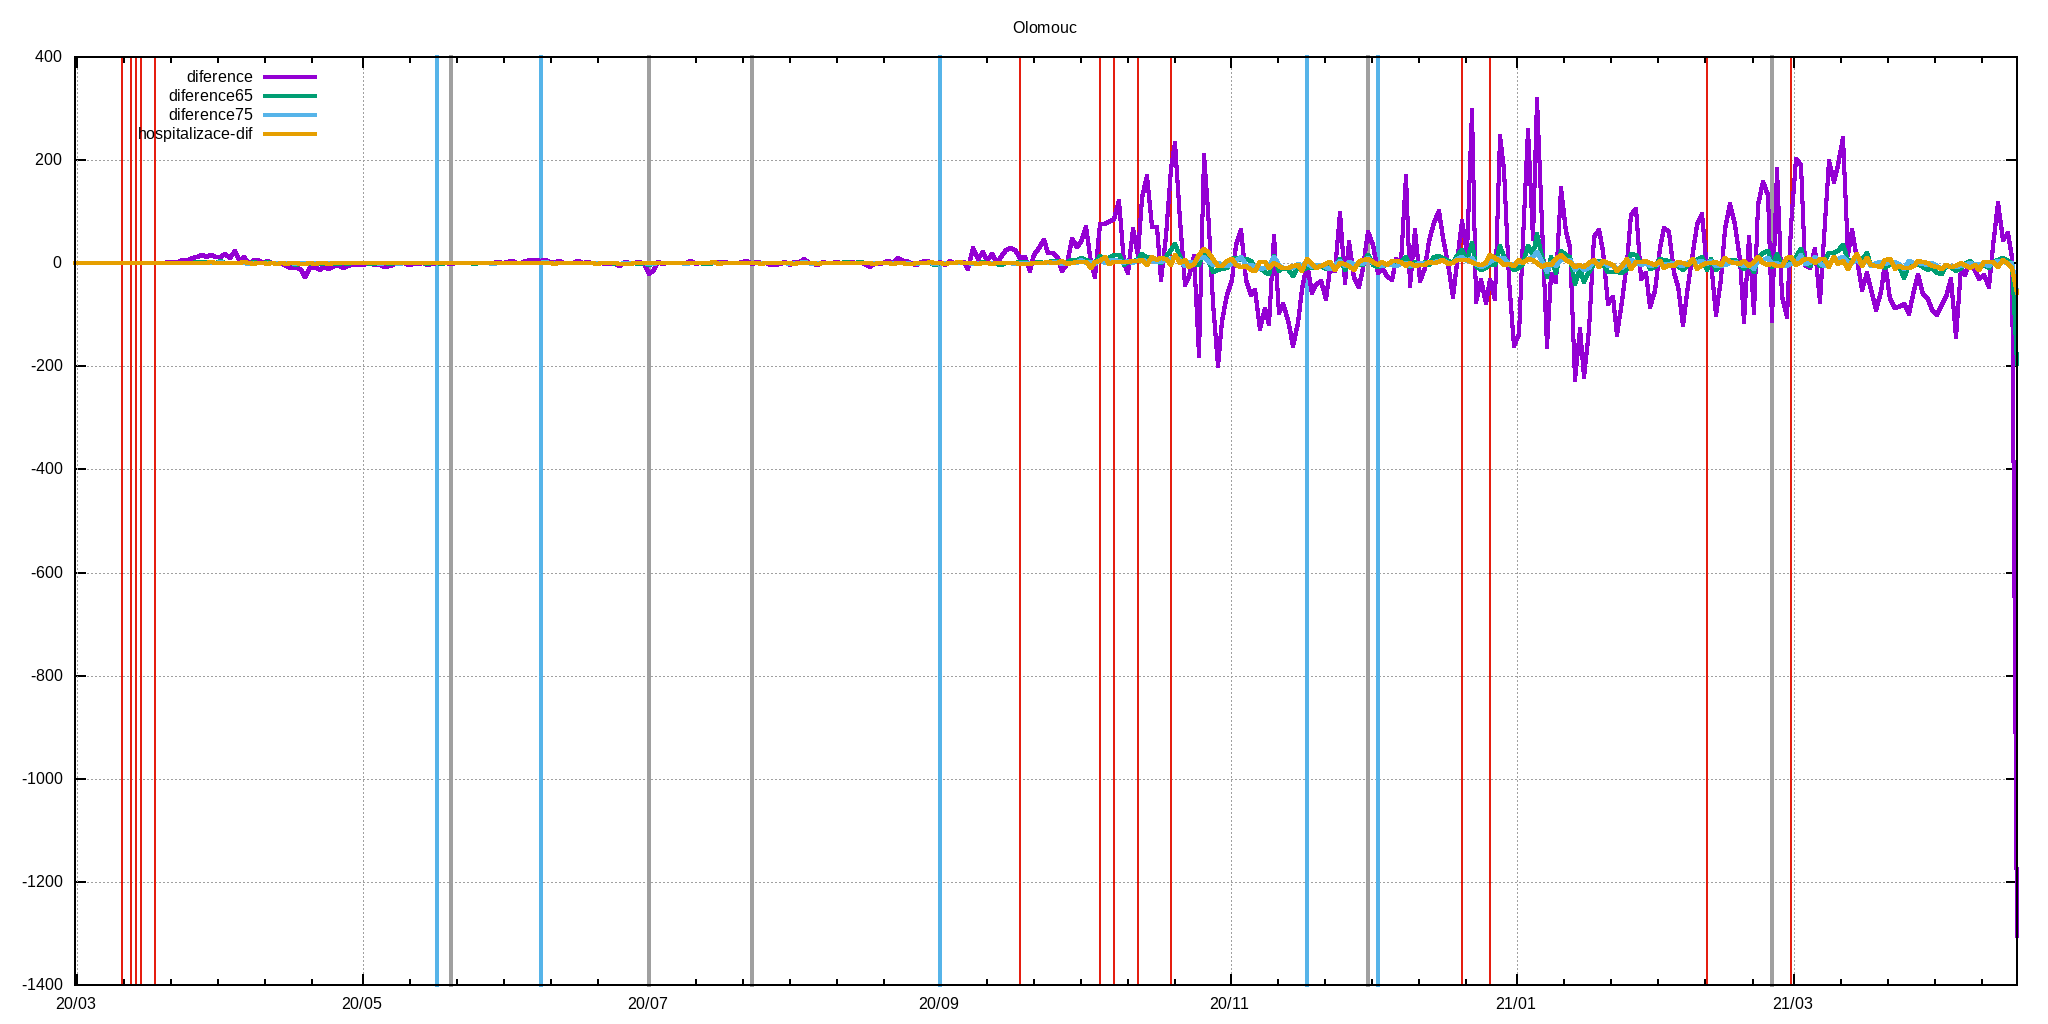 Olomouc
400
diference
diference65
diference75
hospitalizace-dif
200
0
-200
-400
-600
-800
-1000
-1200
-1400
20/03 20/05 20/07 20/09 20/11 21/01 21/03